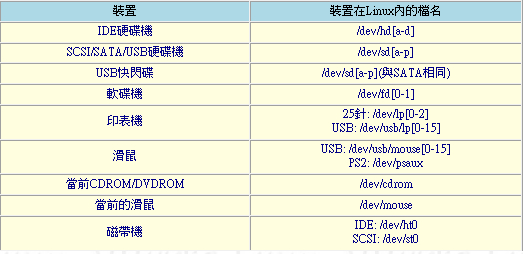 裝置 裝置在Linux內的檔名
IDE硬碟機 /dev/hd[a-d]
SCSI/SATA/USB硬碟機 /dev/sd[a-p]
USB快閃碟 /dev/sd[a-p](與SATA相同)
軟碟機 /dev/fd[0-1]
印表機 25針: /dev/lp[0-2]
USB: /dev/usb/lp[0-15]
滑鼠 USB: /dev/usb/mouse[0-15]
PS2: /dev/psaux
當前CDROM/DVDROM /dev/cdrom
當前的滑鼠 /dev/mouse
磁帶機 IDE: /dev/ht0
SCSI: /dev/st0